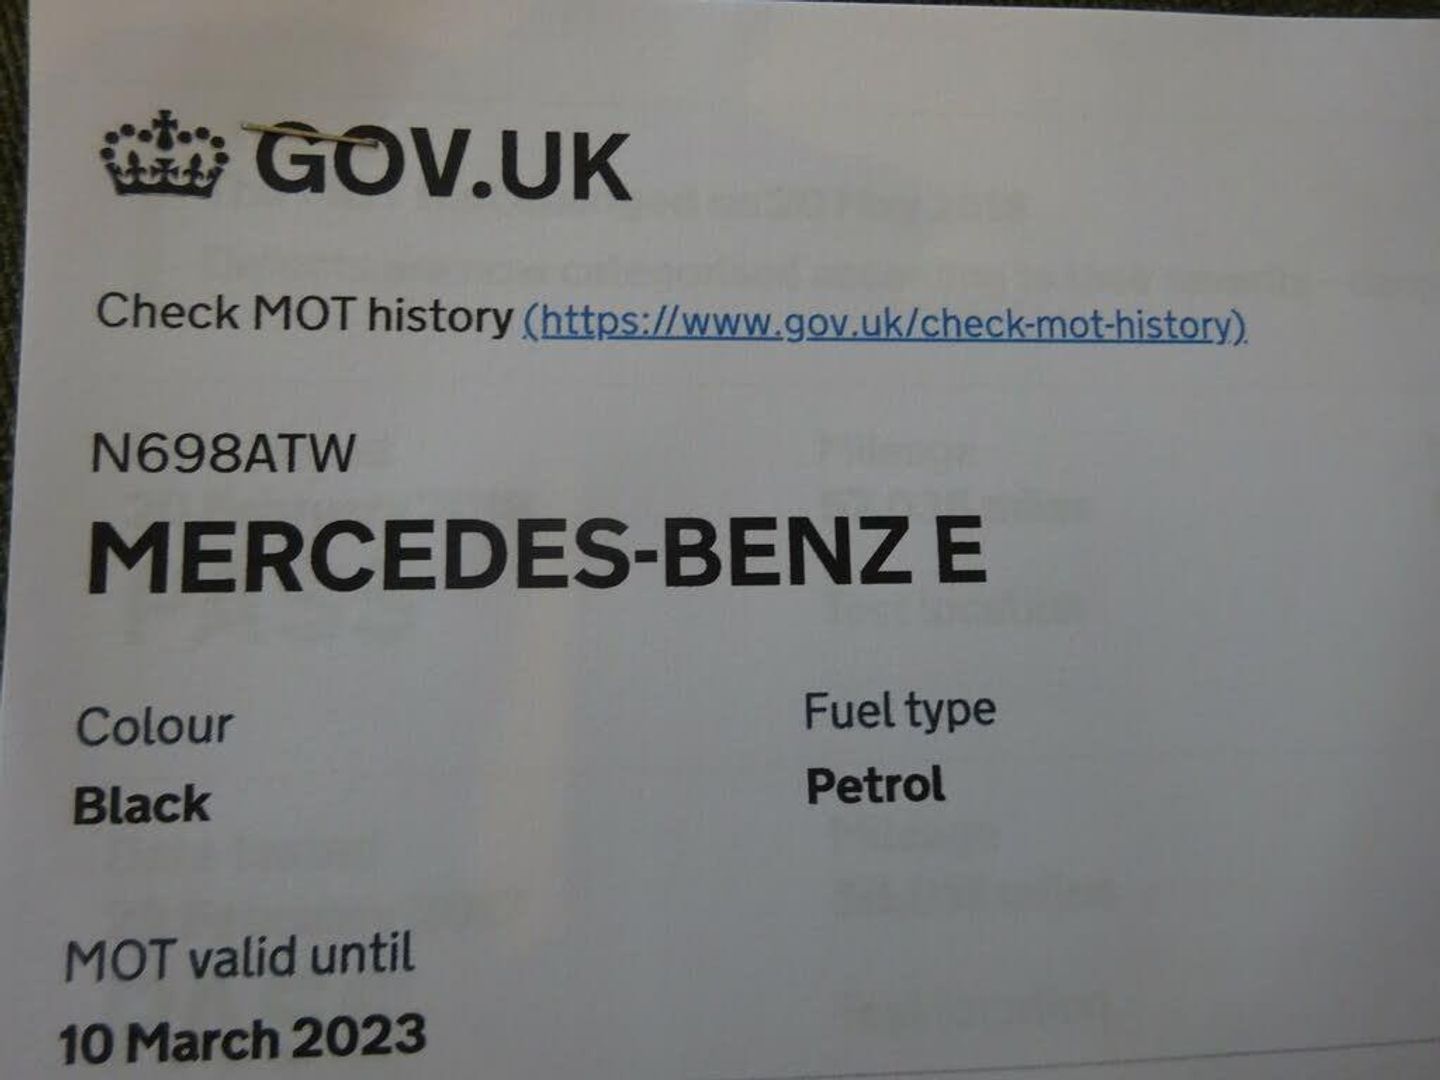 GOV.UK
Check MOT history (https://www.gov.uk/check-mot-history)
N698ATW
MERCEDES-BENZ E
Colour
Fuel type
Black
Petrol
MOT valid until
10 March 2023